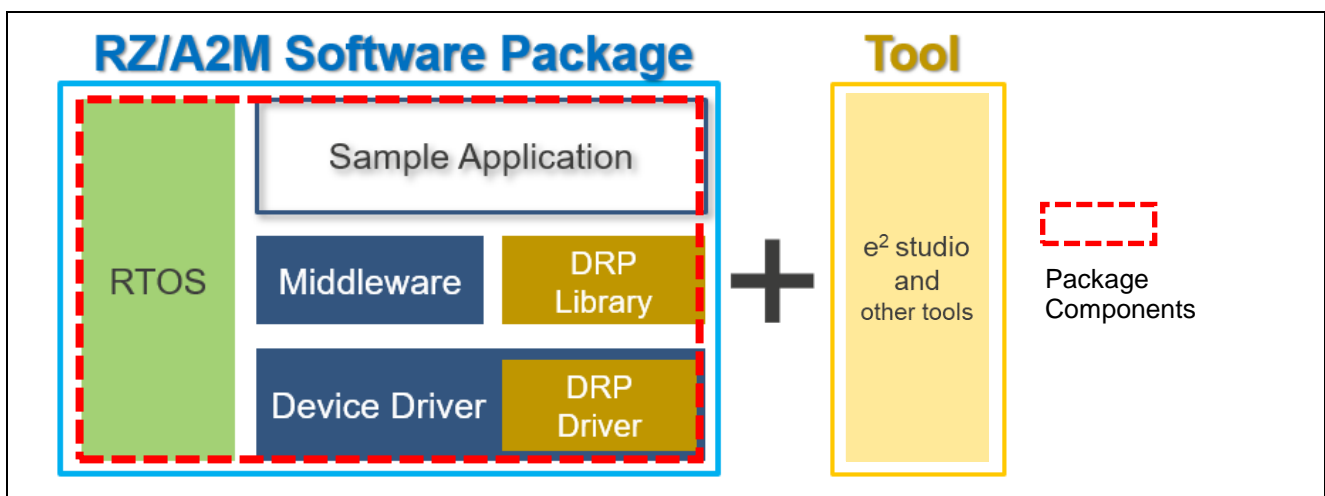 RZ/A2M Software Package
Tool
RTOS
Sample Application
Middleware
DRP
Library
Device Driver
DRP
Driver
+
e² studio
and
other tools
Package
Components